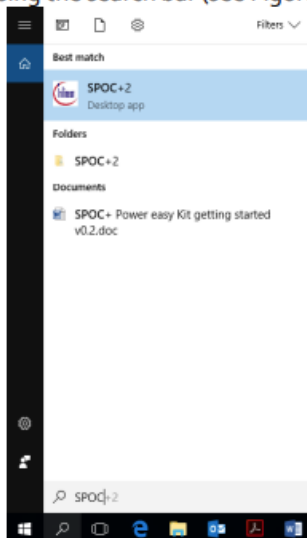 Filters
Best match
SPOC+2
Desktop app
Folders
SPOC+2
Documents
SPOC+ Power easy Kit getting started
v0.2.doc
SPOC+2